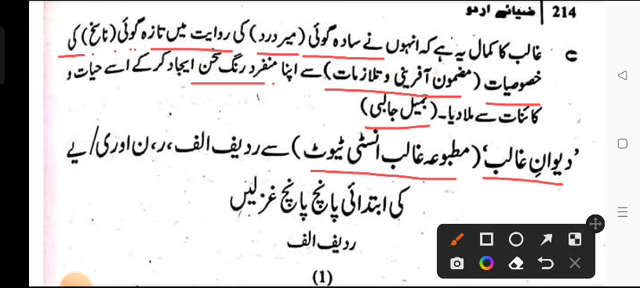 214 ضیائے اردو
غالب کا کمال یہ ہے کہ انہوں نے سادہ گوئی (میر درد) کی روایت میں تازہ گوئی (ناسخ) کی
خصوصیات (مضمون آفرینی و تلازمات) سے اپنا منفرد رنگ سخن ایجاد کر کے اسے حیات و
کائنات سے ملا دیا۔ (جمیل جالبی)
'دیوانِ غالب' (مطبوعہ غالب انسٹی ٹیوٹ) سے ردیف الف، ر، ن اور ی/یے
کی ابتدائی پانچ پانچ غزلیں
ردیف الف
(1)